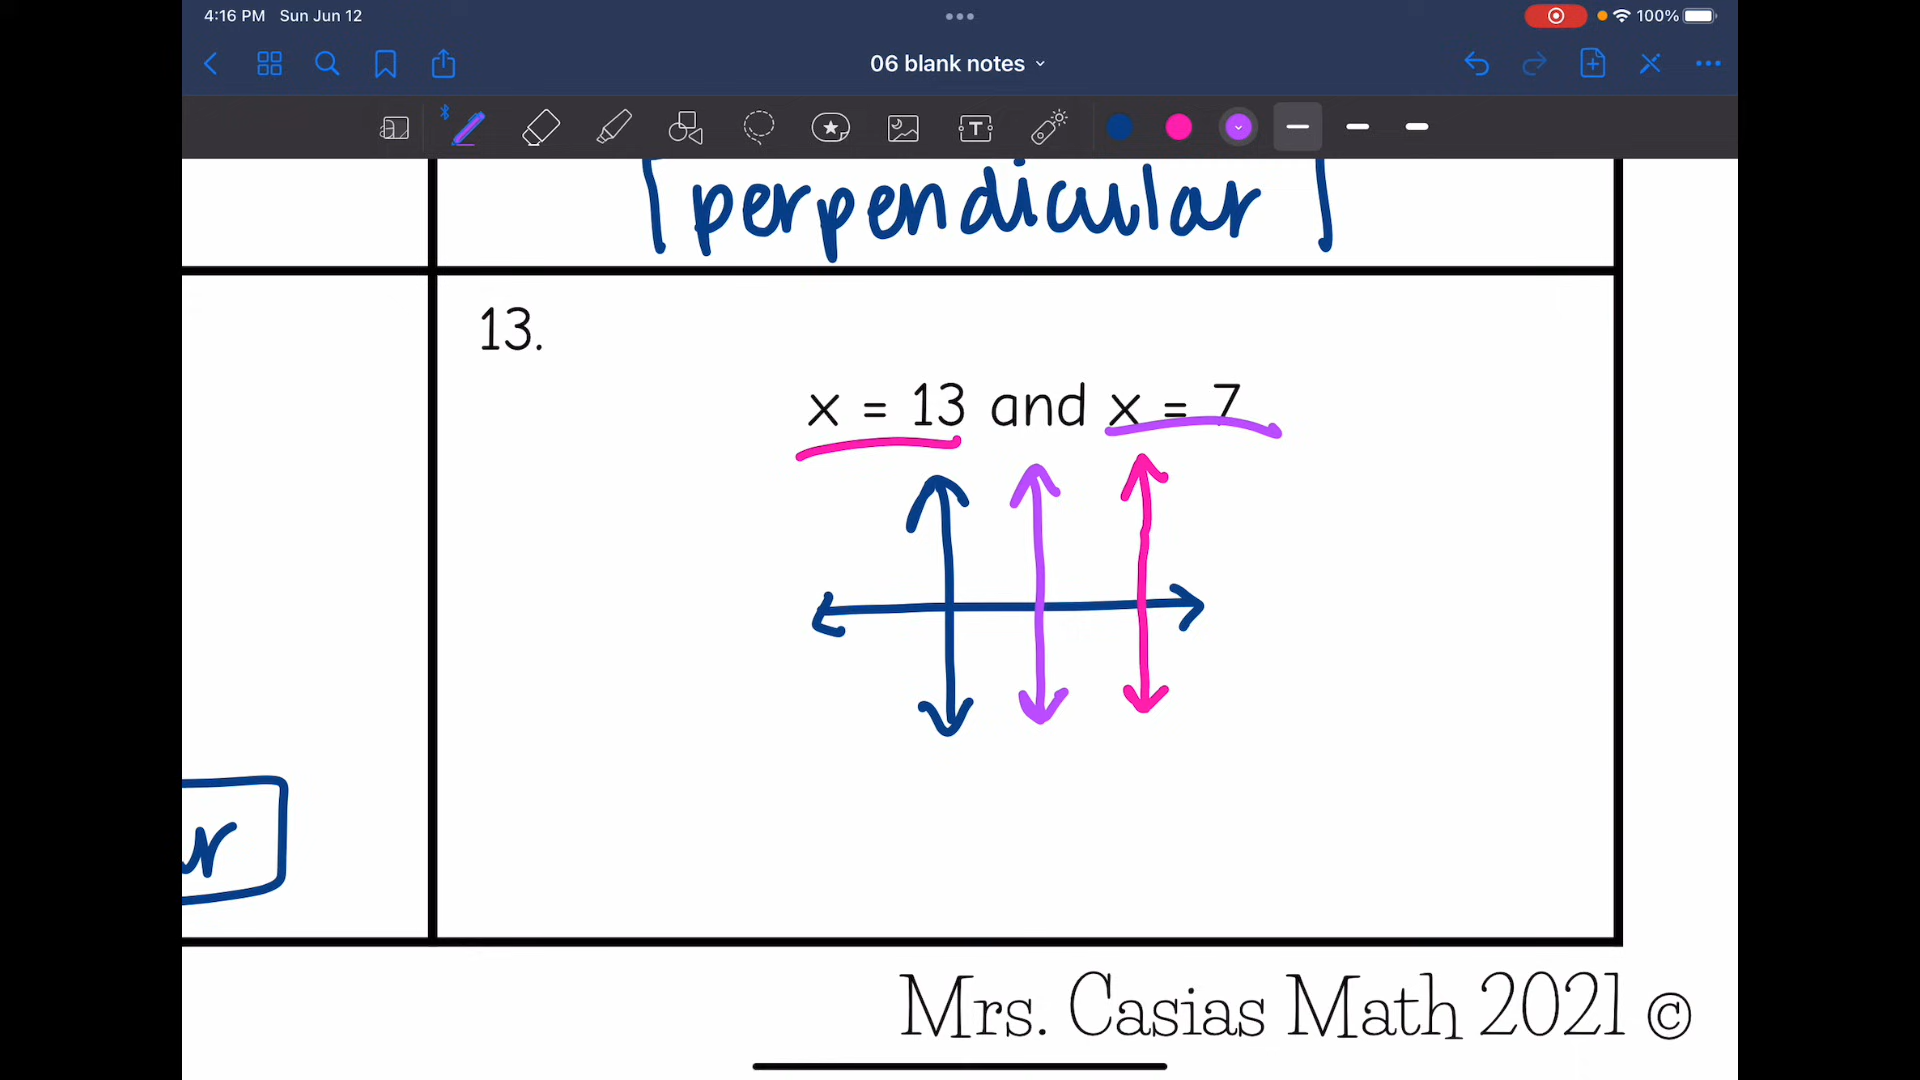 4:16 PM Sun Jun 12
100%
06 blank notes
T
perpendicular
13.
x = 13 and x = 7
r
Mrs. Casias Math 2021 ©